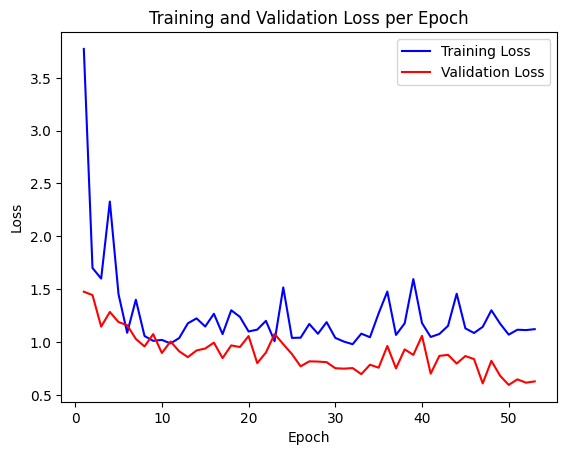 Training and Validation Loss per Epoch
Training Loss
Validation Loss
3.5
3.0
2.5
2.0
1.5
1.0
0.5
Loss
0 10 20 30 40 50
Epoch